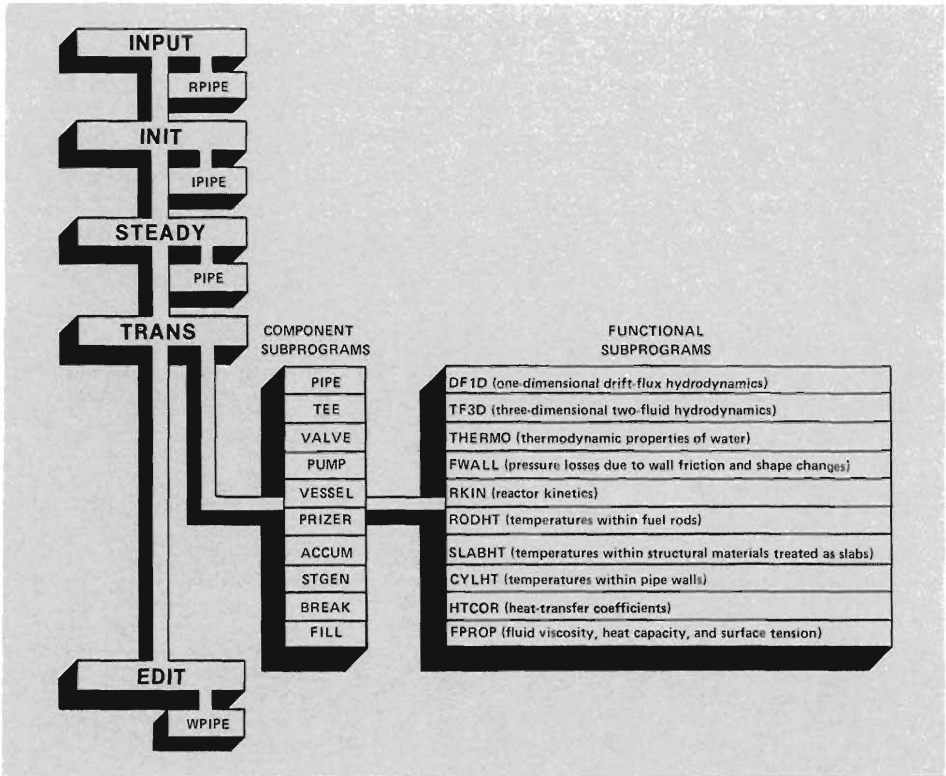 INPUT
RPIPE
INIT
IPIPE
STEADY
PIPE
TRANS
COMPONENT
SUBPROGRAMS
PIPE
TEE
VALVE
PUMP
VESSEL
PRIZER
ACCUM
STGEN
BREAK
FILL
FUNCTIONAL
SUBPROGRAMS
DF1D (one-dimensional drift-flux hydrodynamics)
TF3D (three-dimensional two-fluid hydrodynamics)
THERMO (thermodynamic properties of water)
FWALL (pressure losses due to wall friction and shape changes)
RKIN (reactor kinetics)
RODHT (temperatures within fuel rods)
SLABHT (temperatures within structural materials treated as slabs)
CYLHT (temperatures within pipe walls)
HTCOR (heat-transfer coefficients)
FPROP (fluid viscosity, heat capacity, and surface tension)
EDIT
WPIPE